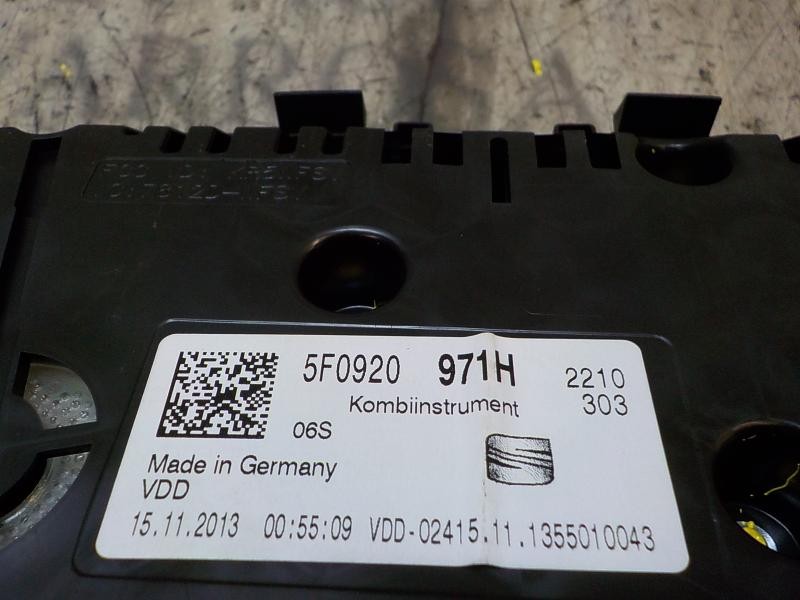 5F0920 971H 2210
Kombiinstrument 303
06S
Made in Germany
VDD
15.11.2013 00:55:09 VDD-02415.11.1355010043